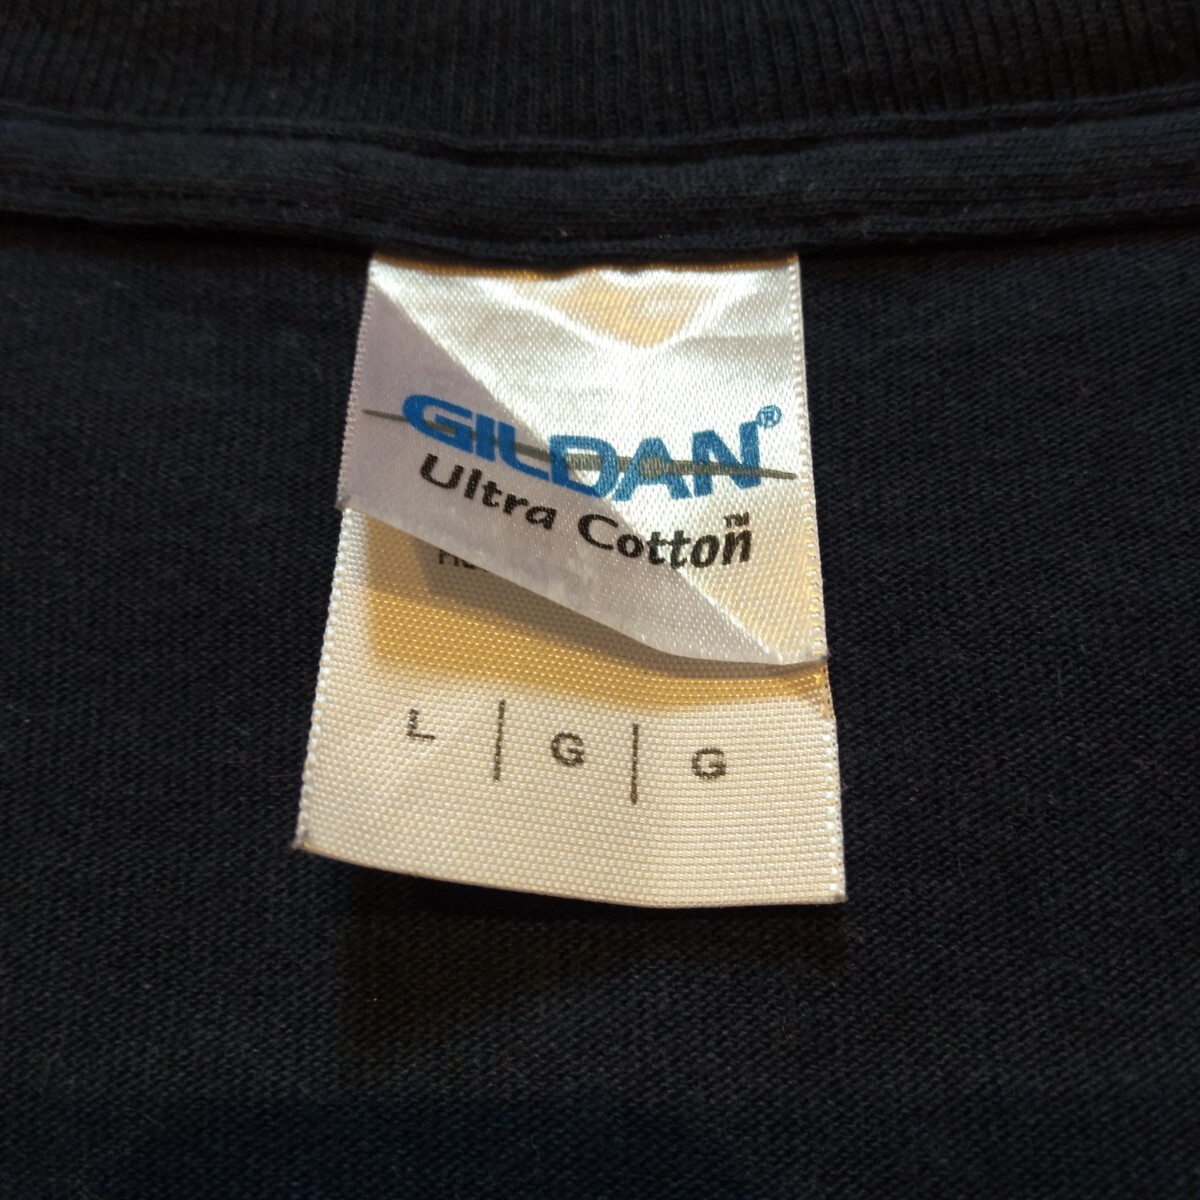 GILDAN®
Ultra Cotton™
L | G | G